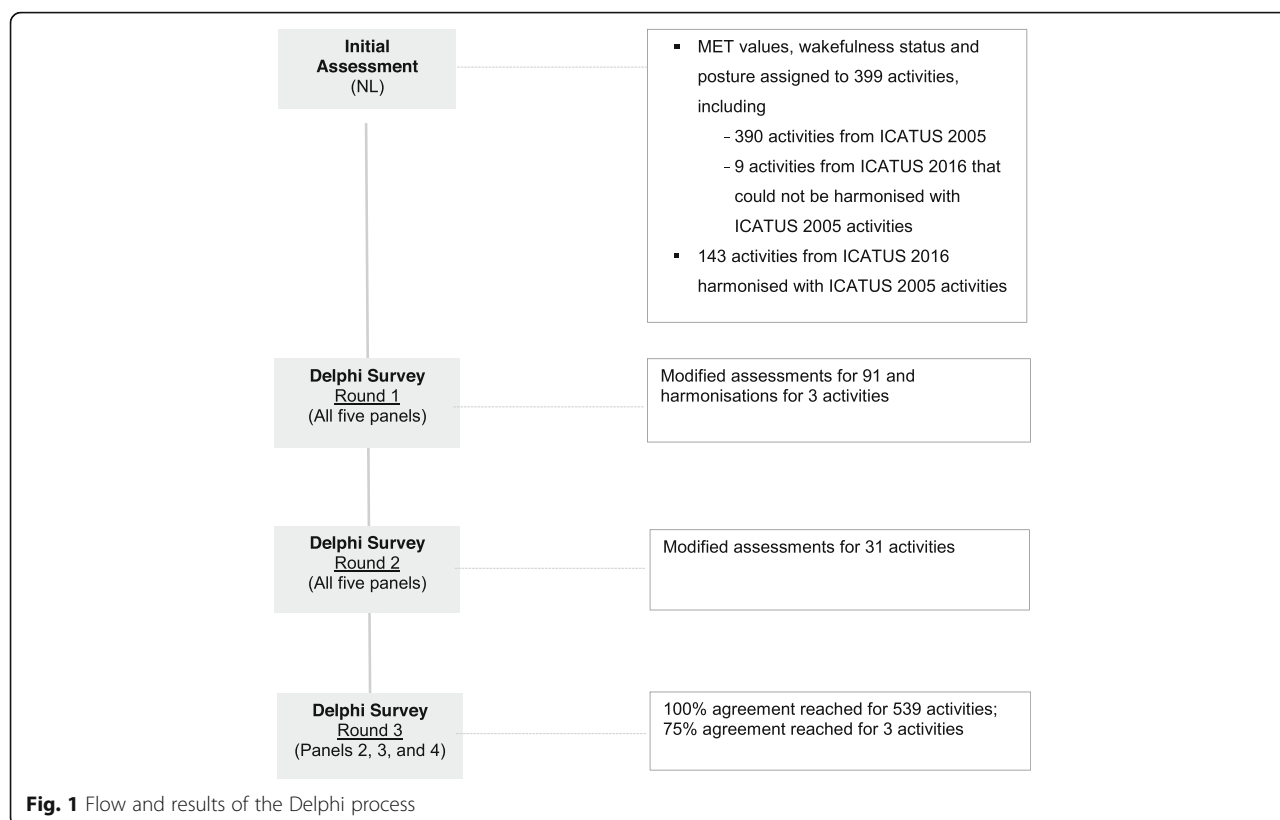 Initial
Assessment
(NL)
▪ MET values, wakefulness status and
posture assigned to 399 activities,
including
- 390 activities from ICATUS 2005
- 9 activities from ICATUS 2016 that
could not be harmonised with
ICATUS 2005 activities
▪ 143 activities from ICATUS 2016
harmonised with ICATUS 2005 activities
Delphi Survey
Round 1
(All five panels)
Modified assessments for 91 and
harmonisations for 3 activities
Delphi Survey
Round 2
(All five panels)
Modified assessments for 31 activities
Delphi Survey
Round 3
(Panels 2, 3, and 4)
100% agreement reached for 539 activities;
75% agreement reached for 3 activities
Fig. 1 Flow and results of the Delphi process